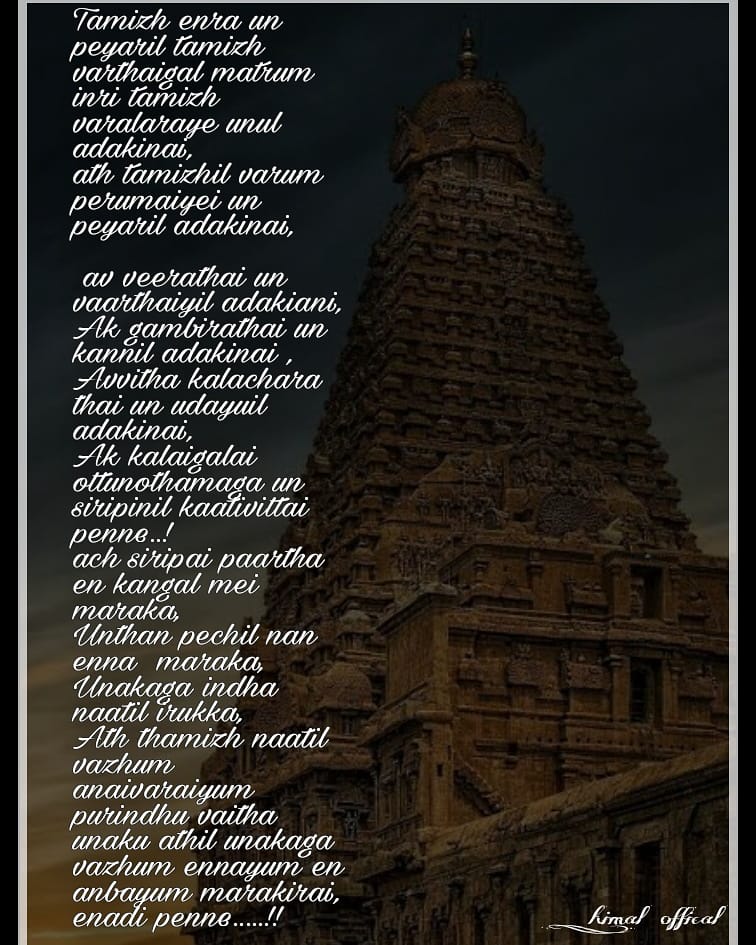 Tamizh enra un
peyaril tamizh
varthaigal matrum
inri tamizh
varalaraye unul
adakinai,
ath tamizhil varum
perumaiyei un
peyaril adakinai,
av veerathai un
vaarthaiyil adakiani,
Ak gambirathai un
kannil adakinai ,
Avvitha kalachara
thai un udayuil
adakinai,
Ak kalaigalai
ottunothamaga un
siripinil kaativittai
penne...!
ach siripai paartha
en kangal mei
maraka,
Unthan pechil nan
enna maraka,
Unakaga indha
naatil irukka,
Ath thamizh naatil
vazhum
anaivaraiyum
purindhu vaitha
unaku athil unakaga
vazhum ennayum en
anbayum marakirai,
enadi penne......!!
himal offical